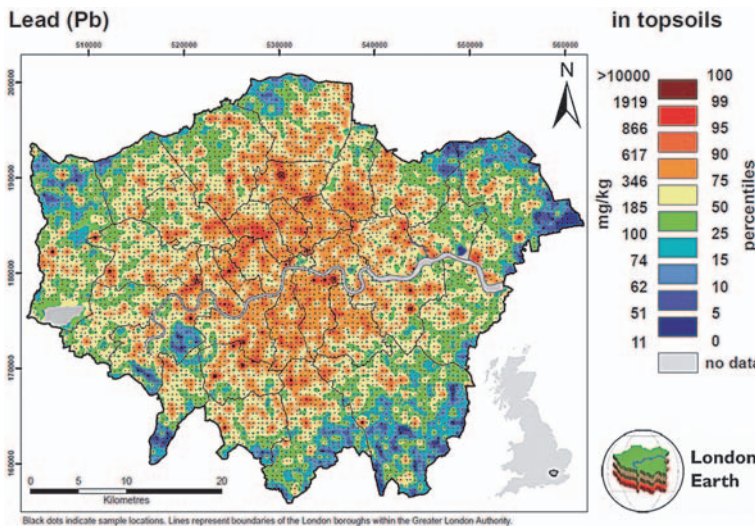 Lead (Pb)
in topsoils
510000 520000 530000 540000 550000 560000
200000
190000
180000
170000
160000
N
>10000 100
1919 99
866 95
617 90
346 75
185 50
100 25
74 15
62 10
51 5
11 0
mg/kg
percentiles
no data
0 5 10 20
Kilometres
London
Earth
Black dots indicate sample locations. Lines represent boundaries of the London boroughs within the Greater London Authority.